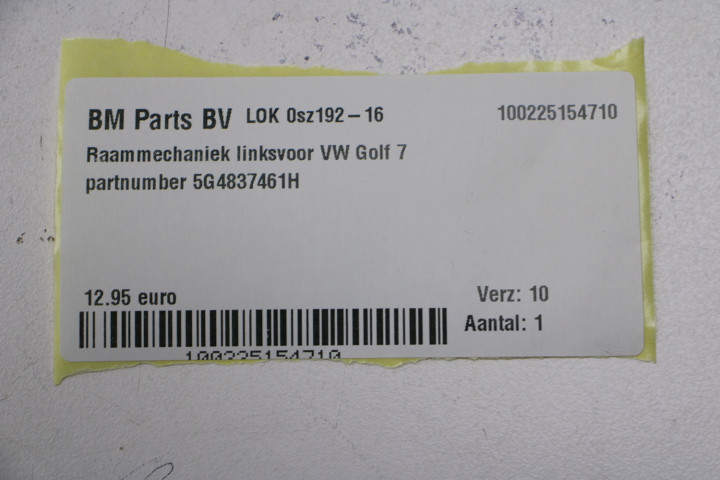 BM Parts BV LOK 0sz192-16 100225154710
Raammechaniek linksvoor VW Golf 7
partnumber 5G4837461H
12.95 euro Verz: 10
Aantal: 1
100225154710